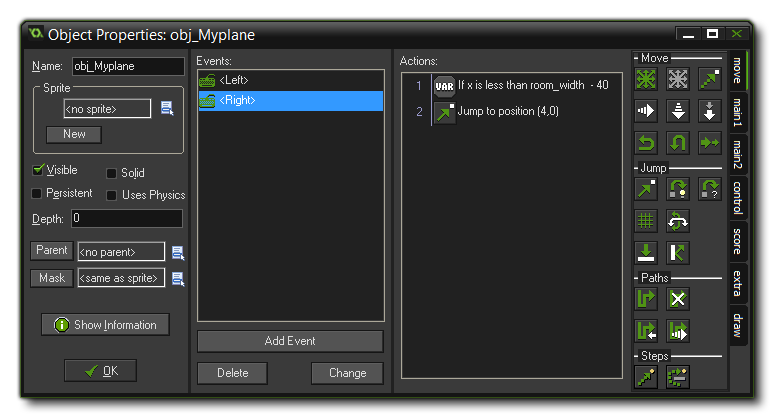 Object Properties: obj_Myplane
Name: obj_Myplane
Sprite
<no sprite>
New
Visible
Solid
Persistent
Uses Physics
Depth: 0
Parent <no parent>
Mask <same as sprite>
Show Information
OK
Events:
<Left>
<Right>
Add Event
Delete
Change
Actions:
1 VAR If x is less than room_width - 40
2 Jump to position (4,0)
Move
Jump
? 
Paths
Steps
move
main1
main2
control
score
extra
draw